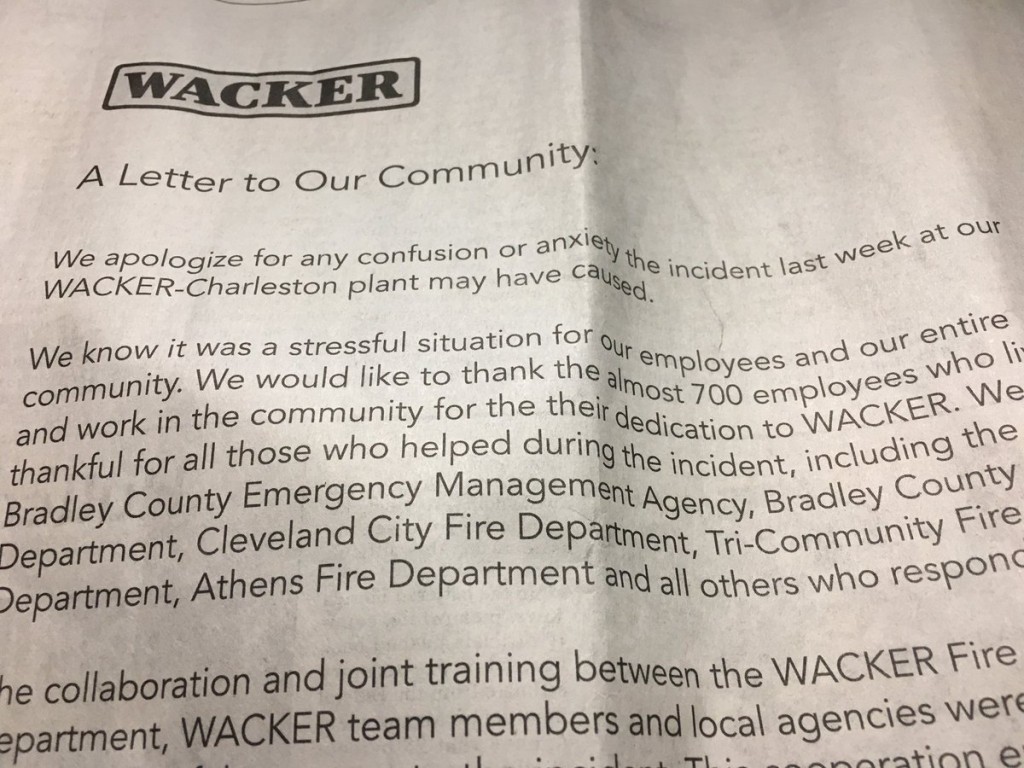 WACKER
A Letter to Our Community:
We apologize for any confusion or anxiety the incident last week at our
WACKER-Charleston plant may have caused.
We know it was a stressful situation for our employees and our entire
community. We would like to thank the almost 700 employees who li
and work in the community for the their dedication to WACKER. We
thankful for all those who helped during the incident, including the
Bradley County Emergency Management Agency, Bradley County
Department, Cleveland City Fire Department, Tri-Community Fire
Department, Athens Fire Department and all others who respond
he collaboration and joint training between the WACKER Fire
epartment, WACKER team members and local agencies were